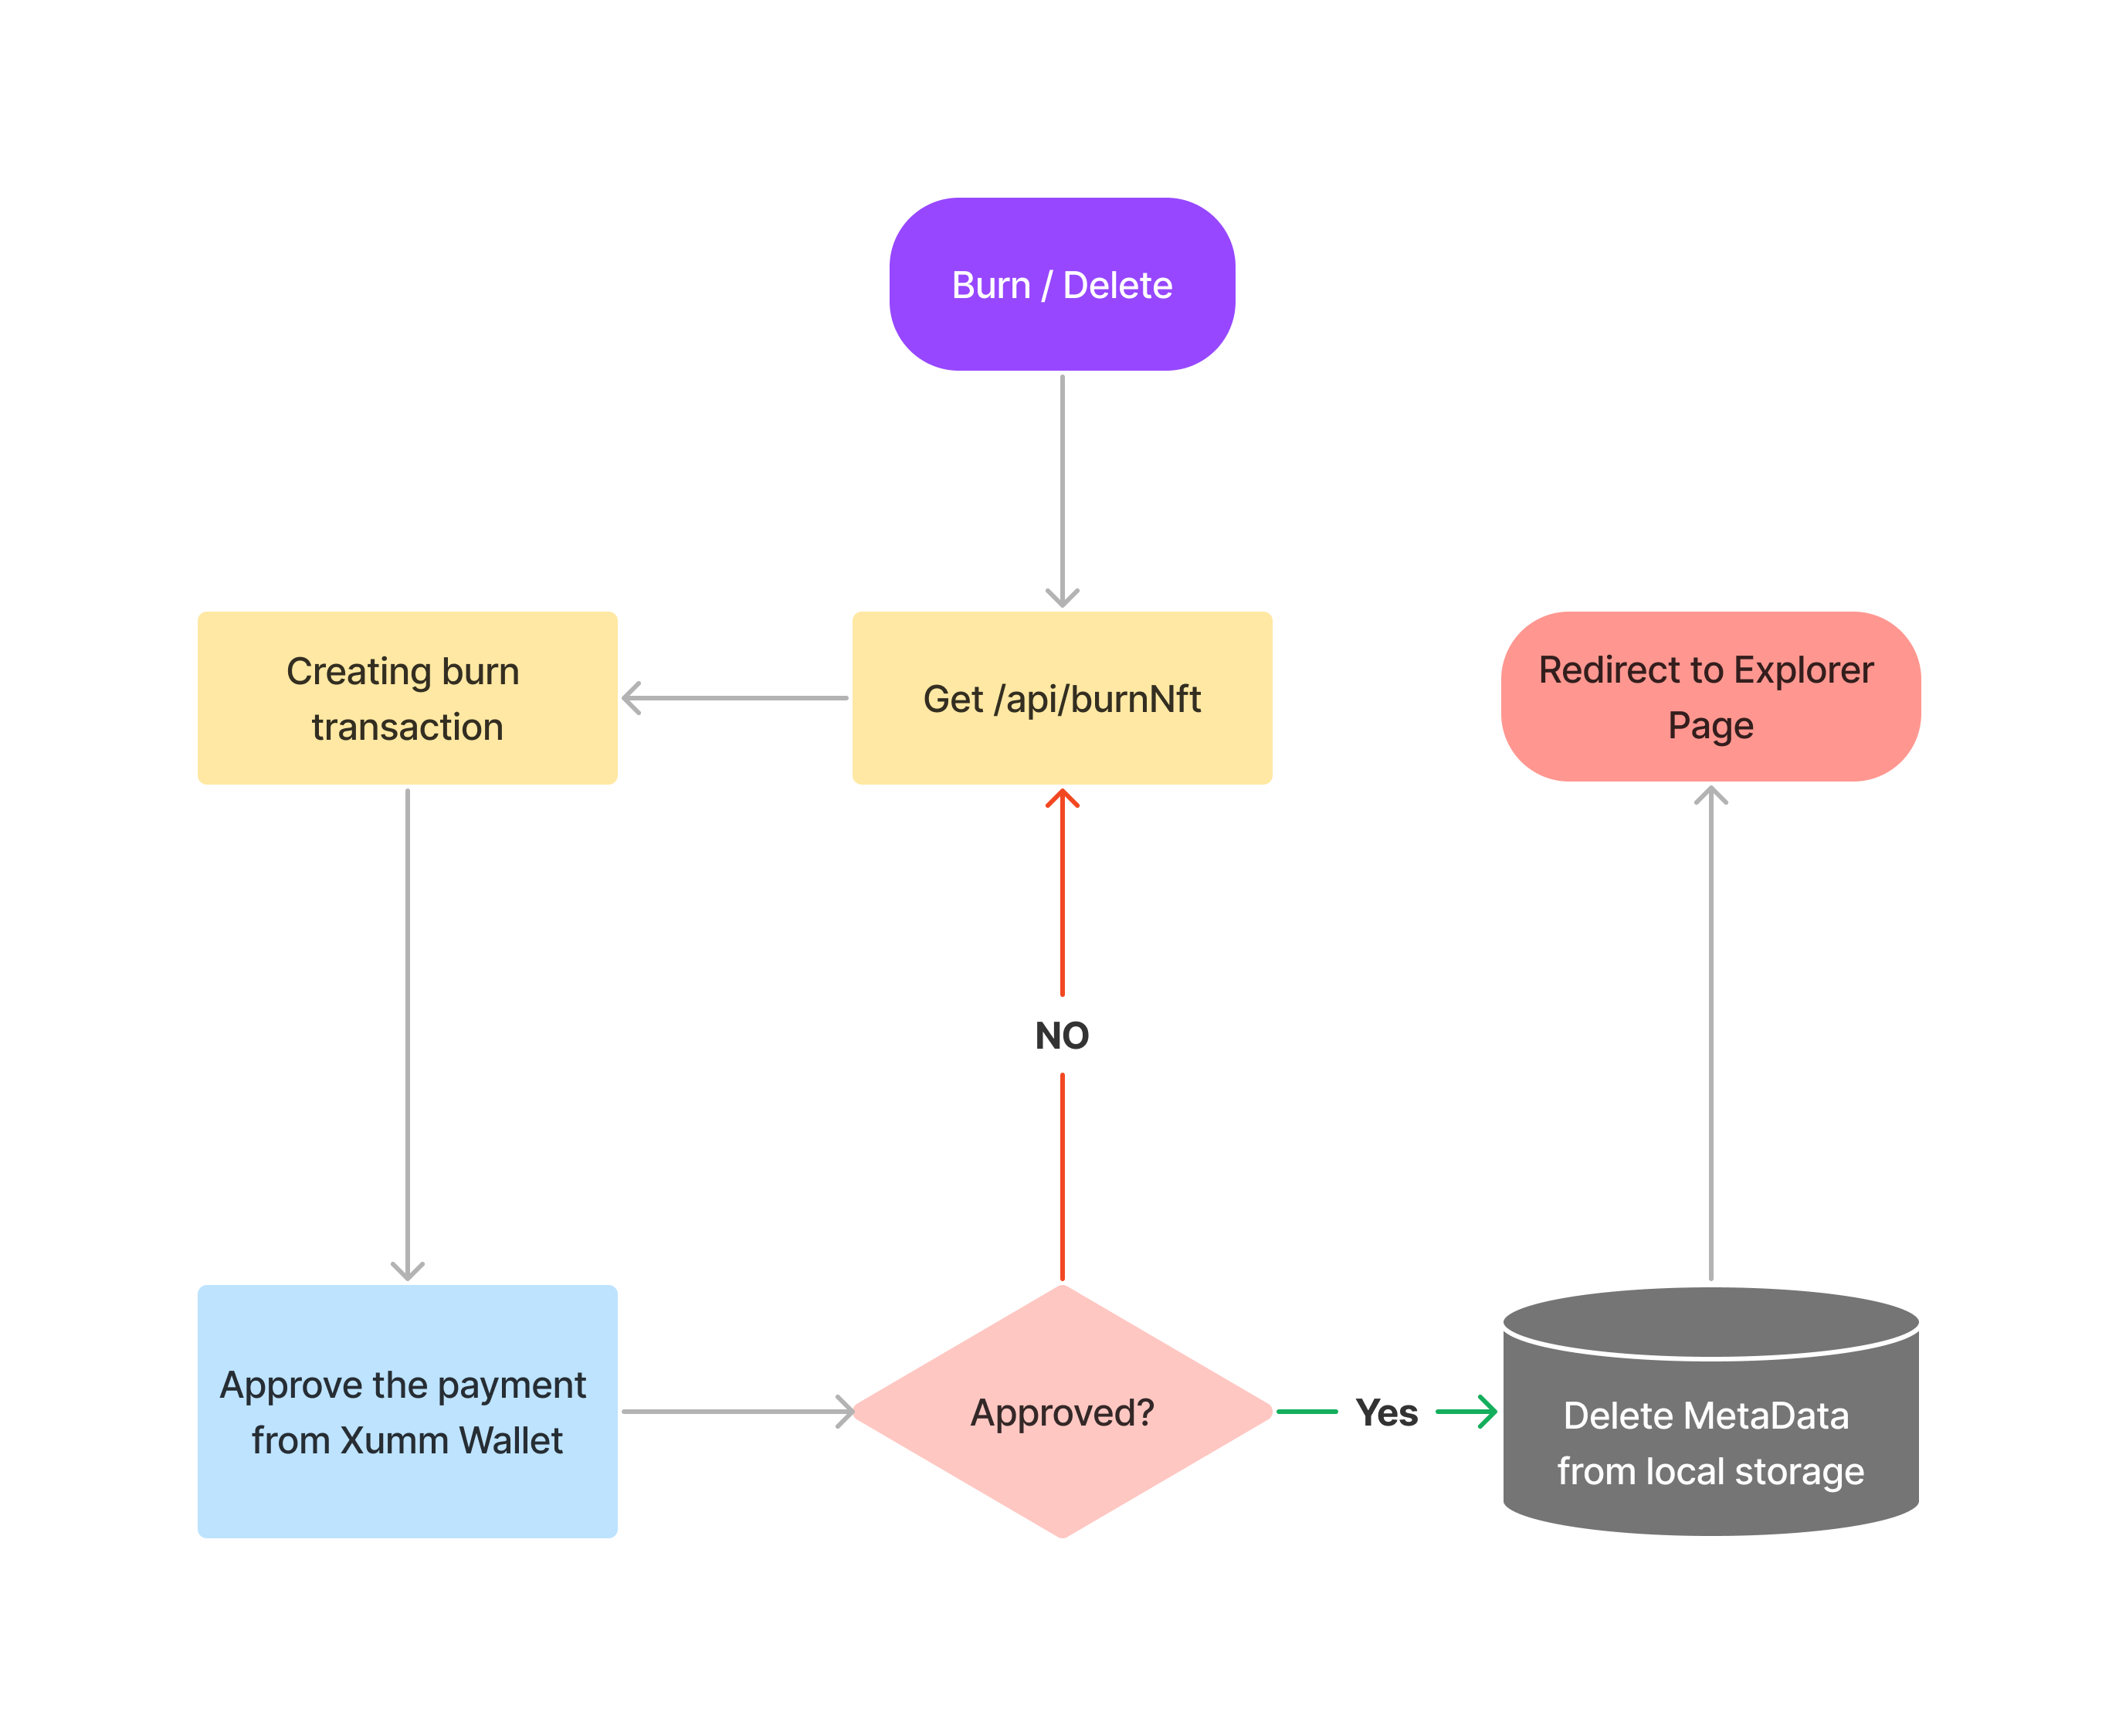 Burn / Delete
Creating burn
transaction
Get /api/burnNft
Redirect to Explorer
Page
NO
Approve the payment
from Xumm Wallet
Approved?
Yes
Delete MetaData
from local storage